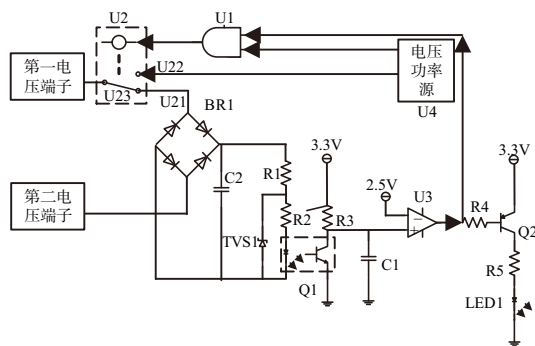 U2
U1
第一电
压端子
U22
U23
U21
电压
功率
源
U4
BR1
3.3V
3.3V
R1
C2
2.5V
U3
第二电
压端子
R2
R3
R4
Q2
TVS1
C1
R5
Q1
LED1